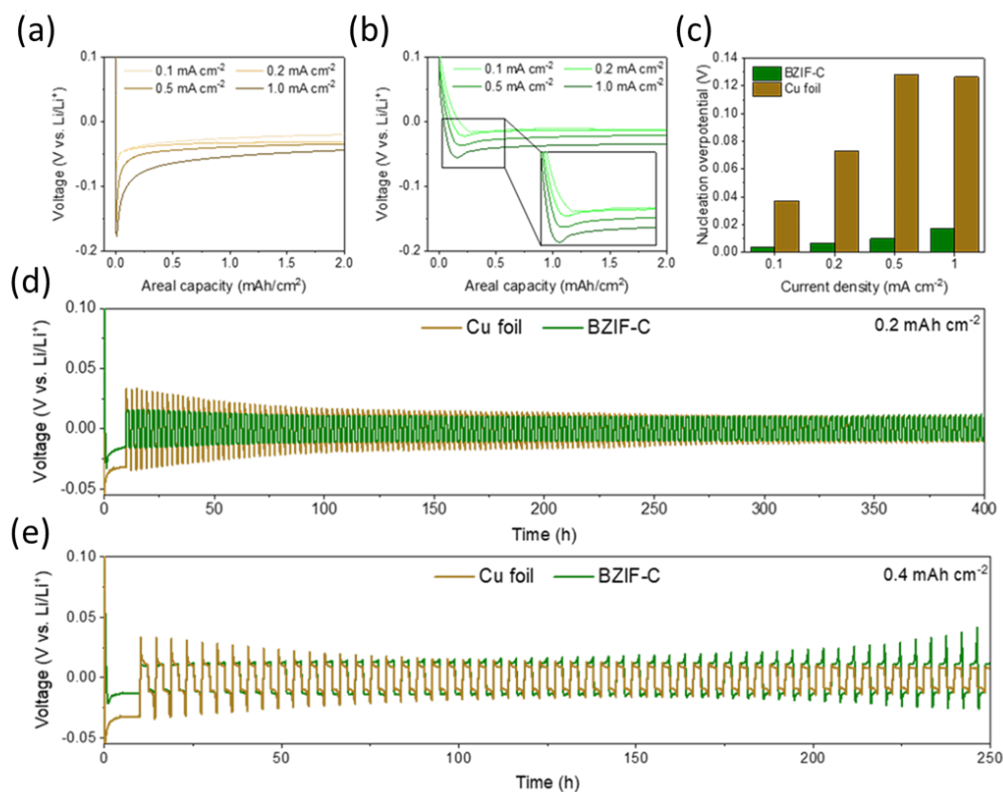 (a)
0.1
0.0
-0.1
-0.2
Voltage (V vs. Li/Li⁺)
0.1 mA cm⁻²
0.2 mA cm⁻²
0.5 mA cm⁻²
1.0 mA cm⁻²
0.0
0.5
1.0
1.5
2.0
Areal capacity (mAh/cm²)
(b)
0.1
0.0
-0.1
-0.2
Voltage (V vs. Li/Li⁺)
0.1 mA cm⁻²
0.2 mA cm⁻²
0.5 mA cm⁻²
1.0 mA cm⁻²
0.0
0.5
1.0
1.5
2.0
Areal capacity (mAh/cm²)
(c)
0.14
0.12
0.10
0.08
0.06
0.04
0.02
0.00
Nucleation overpotential (V)
BZIF-C
Cu foil
0.1
0.2
0.5
1
Current density (mA cm⁻²)
(d)
0.10
0.05
0.00
-0.05
Voltage (V vs. Li/Li⁺)
Cu foil
BZIF-C
0.2 mAh cm⁻²
0
50
100
150
200
250
300
350
400
Time (h)
(e)
0.10
0.05
0.00
-0.05
Voltage (V vs. Li/Li⁺)
Cu foil
BZIF-C
0.4 mAh cm⁻²
0
50
100
150
200
250
Time (h)